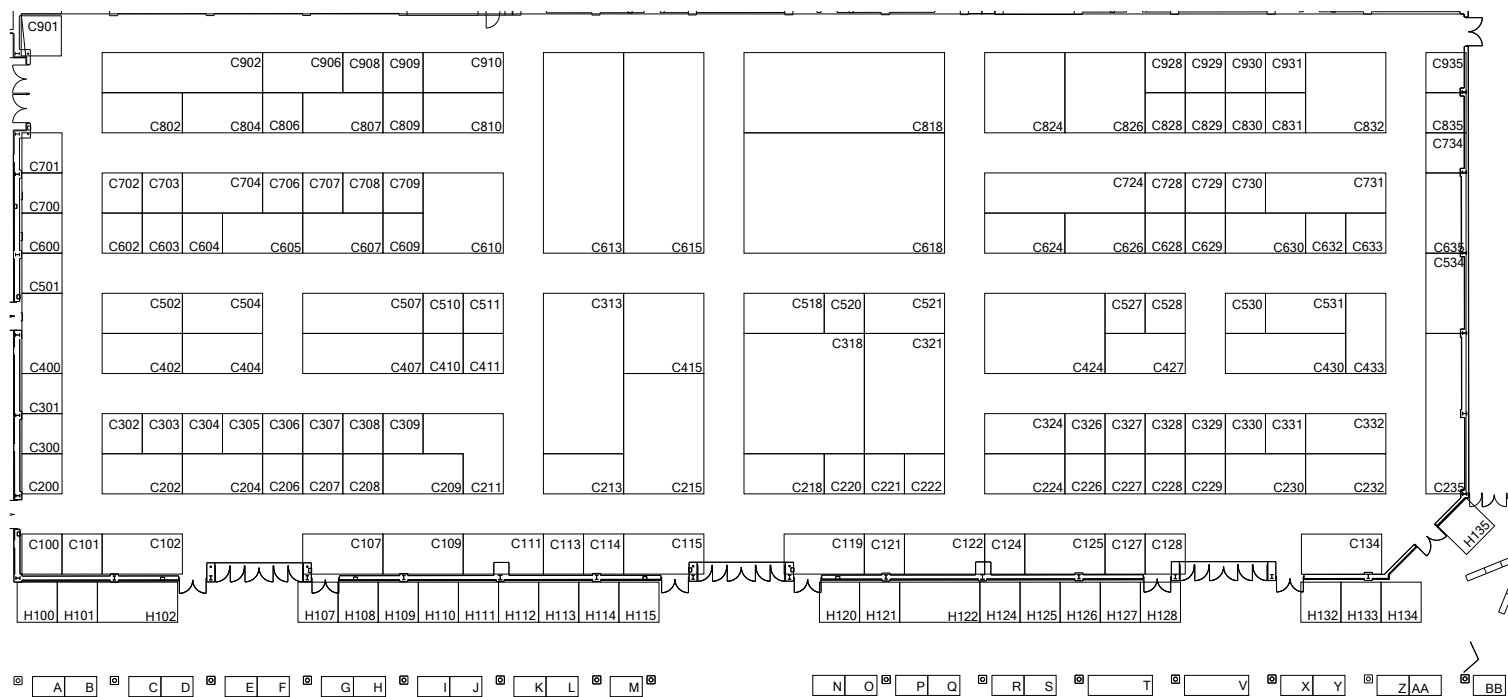 C901
C902 C906 C908 C909 C910 C928 C929 C930 C931 C935
C802 C804 C806 C807 C809 C810 C818 C824 C826 C828 C829 C830 C831 C832 C835
C734
C701
C702 C703 C704 C706 C707 C708 C709 C724 C728 C729 C730 C731
C700
C600 C602 C603 C604 C605 C607 C609 C610 C613 C615 C618 C624 C626 C628 C629 C630 C632 C633 C635
C534
C501
C502 C504 C507 C510 C511 C313 C518 C520 C521 C527 C528 C530 C531
C318 C321
C400 C402 C404 C407 C410 C411 C415 C424 C427 C430 C433
C301
C302 C303 C304 C305 C306 C307 C308 C309 C324 C326 C327 C328 C329 C330 C331 C332
C300
C200 C202 C204 C206 C207 C208 C209 C211 C213 C215 C218 C220 C221 C222 C224 C226 C227 C228 C229 C230 C232 C235
H135
C100 C101 C102 C107 C109 C111 C113 C114 C115 C119 C121 C122 C124 C125 C127 C128 C134
H100 H101 H102 H107 H108 H109 H110 H111 H112 H113 H114 H115 H120 H121 H122 H124 H125 H126 H127 H128 H132 H133 H134
A B C D E F G H I J K L M N O P Q R S T V X Y Z AA BB